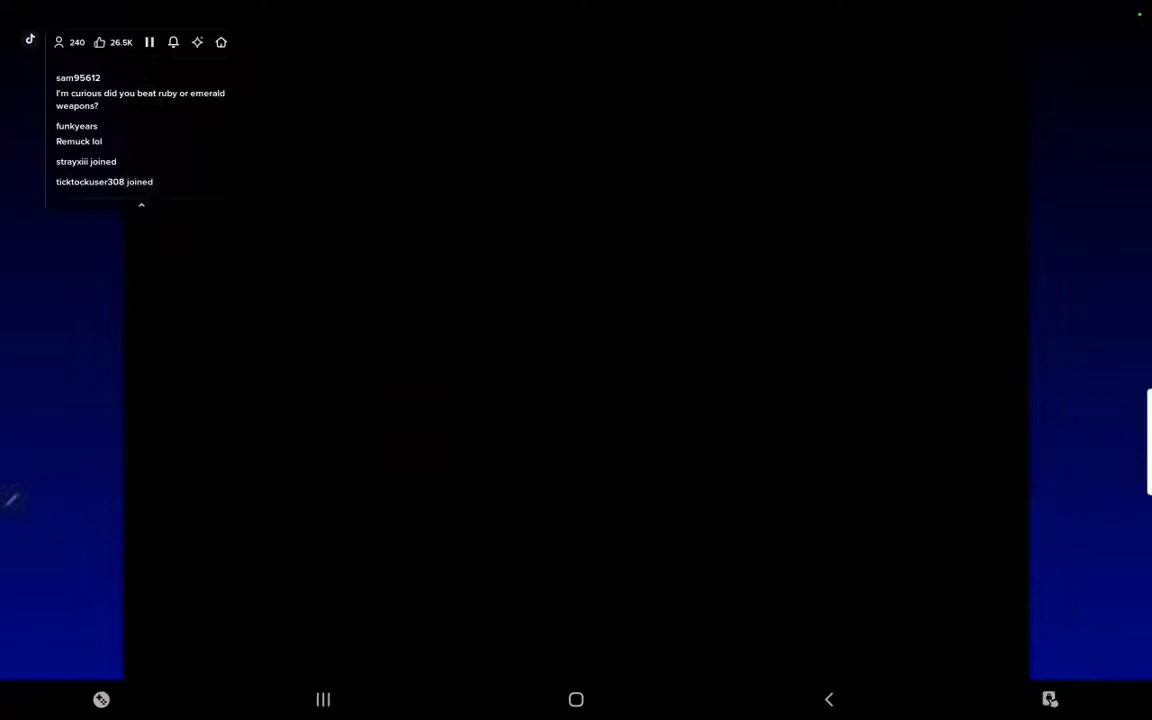 240 26.5K
sam95612
I'm curious did you beat ruby or emerald
weapons?
funkyears
Remuck lol
strayxiii joined
ticktockuser308 joined